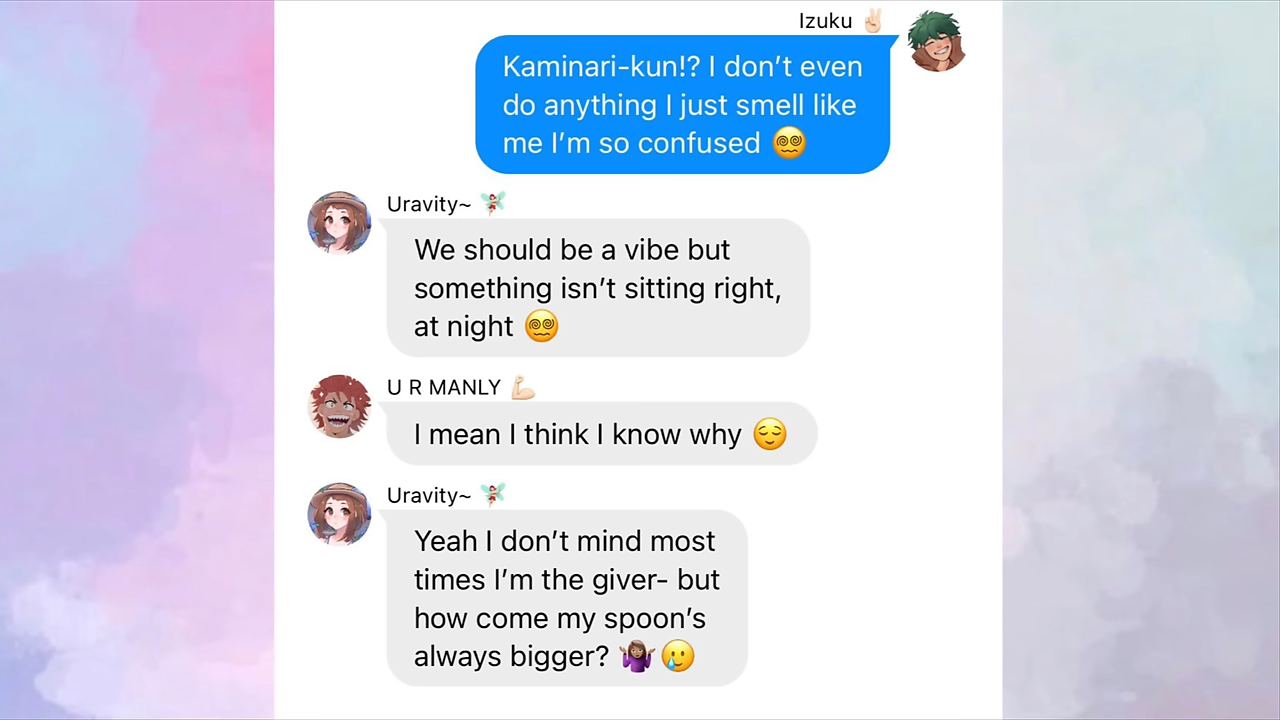 Izuku ✌🏻
Kaminari-kun!? I don’t even
do anything I just smell like
me I’m so confused 😵‍💫
Uravity~ 🧚🏻‍♀️
We should be a vibe but
something isn’t sitting right,
at night 😵‍💫
U R MANLY 💪🏻
I mean I think I know why 😌
Uravity~ 🧚🏻‍♀️
Yeah I don’t mind most
times I’m the giver- but
how come my spoon’s
always bigger? 🤷🏽‍♀️🥲